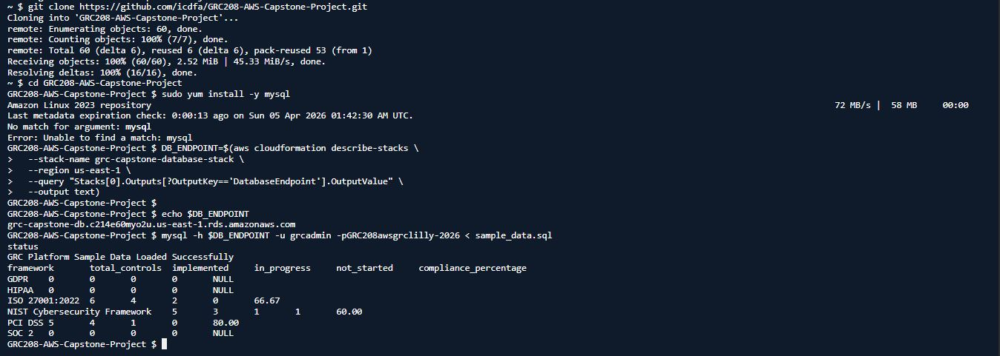 ~ $ git clone https://github.com/icdfa/GRC208-AWS-Capstone-Project.git
Cloning into 'GRC208-AWS-Capstone-Project'...
remote: Enumerating objects: 60, done.
remote: Counting objects: 100% (7/7), done.
remote: Total 60 (delta 6), reused 6 (delta 6), pack-reused 53 (from 1)
Receiving objects: 100% (60/60), 2.52 MiB | 45.33 MiB/s, done.
Resolving deltas: 100% (16/16), done.
~ $ cd GRC208-AWS-Capstone-Project
GRC208-AWS-Capstone-Project $ sudo yum install -y mysql
Amazon Linux 2023 repository 72 MB/s | 58 MB 00:00
Last metadata expiration check: 0:00:13 ago on Sun 05 Apr 2026 01:42:30 AM UTC.
No match for argument: mysql
Error: Unable to find a match: mysql
GRC208-AWS-Capstone-Project $ DB_ENDPOINT=$(aws cloudformation describe-stacks \
> --stack-name grc-capstone-database-stack \
> --region us-east-1 \
> --query "Stacks[0].Outputs[?OutputKey=='DatabaseEndpoint'].OutputValue" \
> --output text)
GRC208-AWS-Capstone-Project $
GRC208-AWS-Capstone-Project $ echo $DB_ENDPOINT
grc-capstone-db.c214e60myo2u.us-east-1.rds.amazonaws.com
GRC208-AWS-Capstone-Project $ mysql -h $DB_ENDPOINT -u grcadmin -pGRC208awsgrclilly-2026 < sample_data.sql
status
GRC Platform Sample Data Loaded Successfully
framework total_controls implemented in_progress not_started compliance_percentage
GDPR 0 0 0 0 NULL
HIPAA 0 0 0 0 NULL
ISO 27001:2022 6 4 2 0 66.67
NIST Cybersecurity Framework 5 3 1 1 60.00
PCI DSS 5 4 1 0 80.00
SOC 2 0 0 0 0 NULL
GRC208-AWS-Capstone-Project $